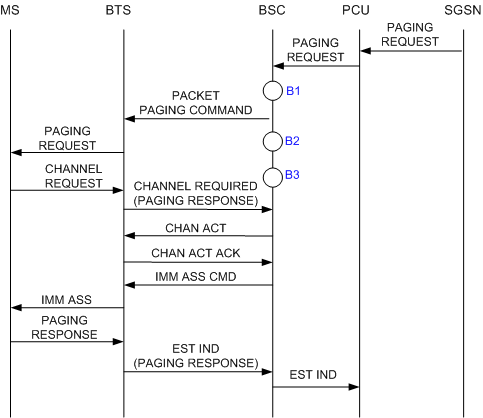 MS BTS BSC PCU SGSN
PAGING
REQUEST
PAGING
REQUEST
B1
PACKET
PAGING COMMAND
PAGING
REQUEST
B2
CHANNEL
REQUEST
B3
CHANNEL REQUIRED
(PAGING RESPONSE)
CHAN ACT
CHAN ACT ACK
IMM ASS CMD
IMM ASS
PAGING
RESPONSE
EST IND
(PAGING RESPONSE)
EST IND